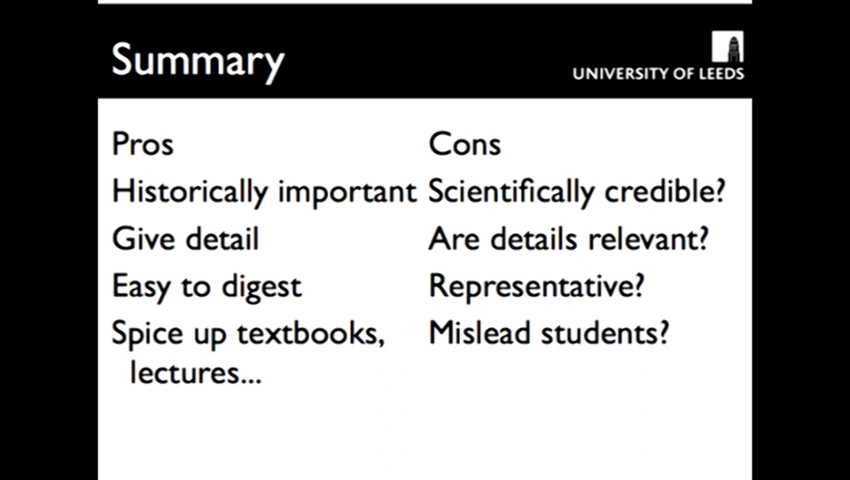 Summary
UNIVERSITY OF LEEDS
Pros
Historically important
Give detail
Easy to digest
Spice up textbooks,
lectures...
Cons
Scientifically credible?
Are details relevant?
Representative?
Mislead students?